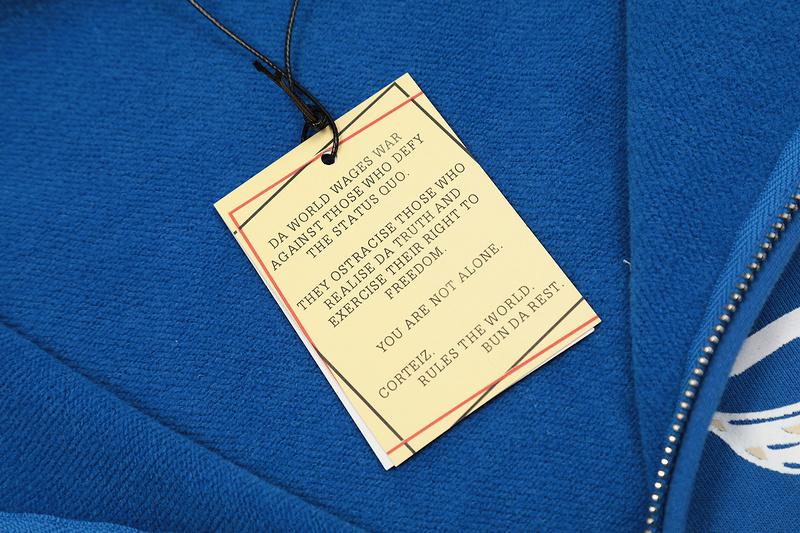 DA WORLD WAGES WAR
AGAINST THOSE WHO DEFY
THE STATUS QUO.
THEY OSTRACISE THOSE WHO
REALISE DA TRUTH AND
EXERCISE THEIR RIGHT TO
FREEDOM.
YOU ARE NOT ALONE.
CORTEIZ.
RULES THE WORLD.
BUN DA REST.